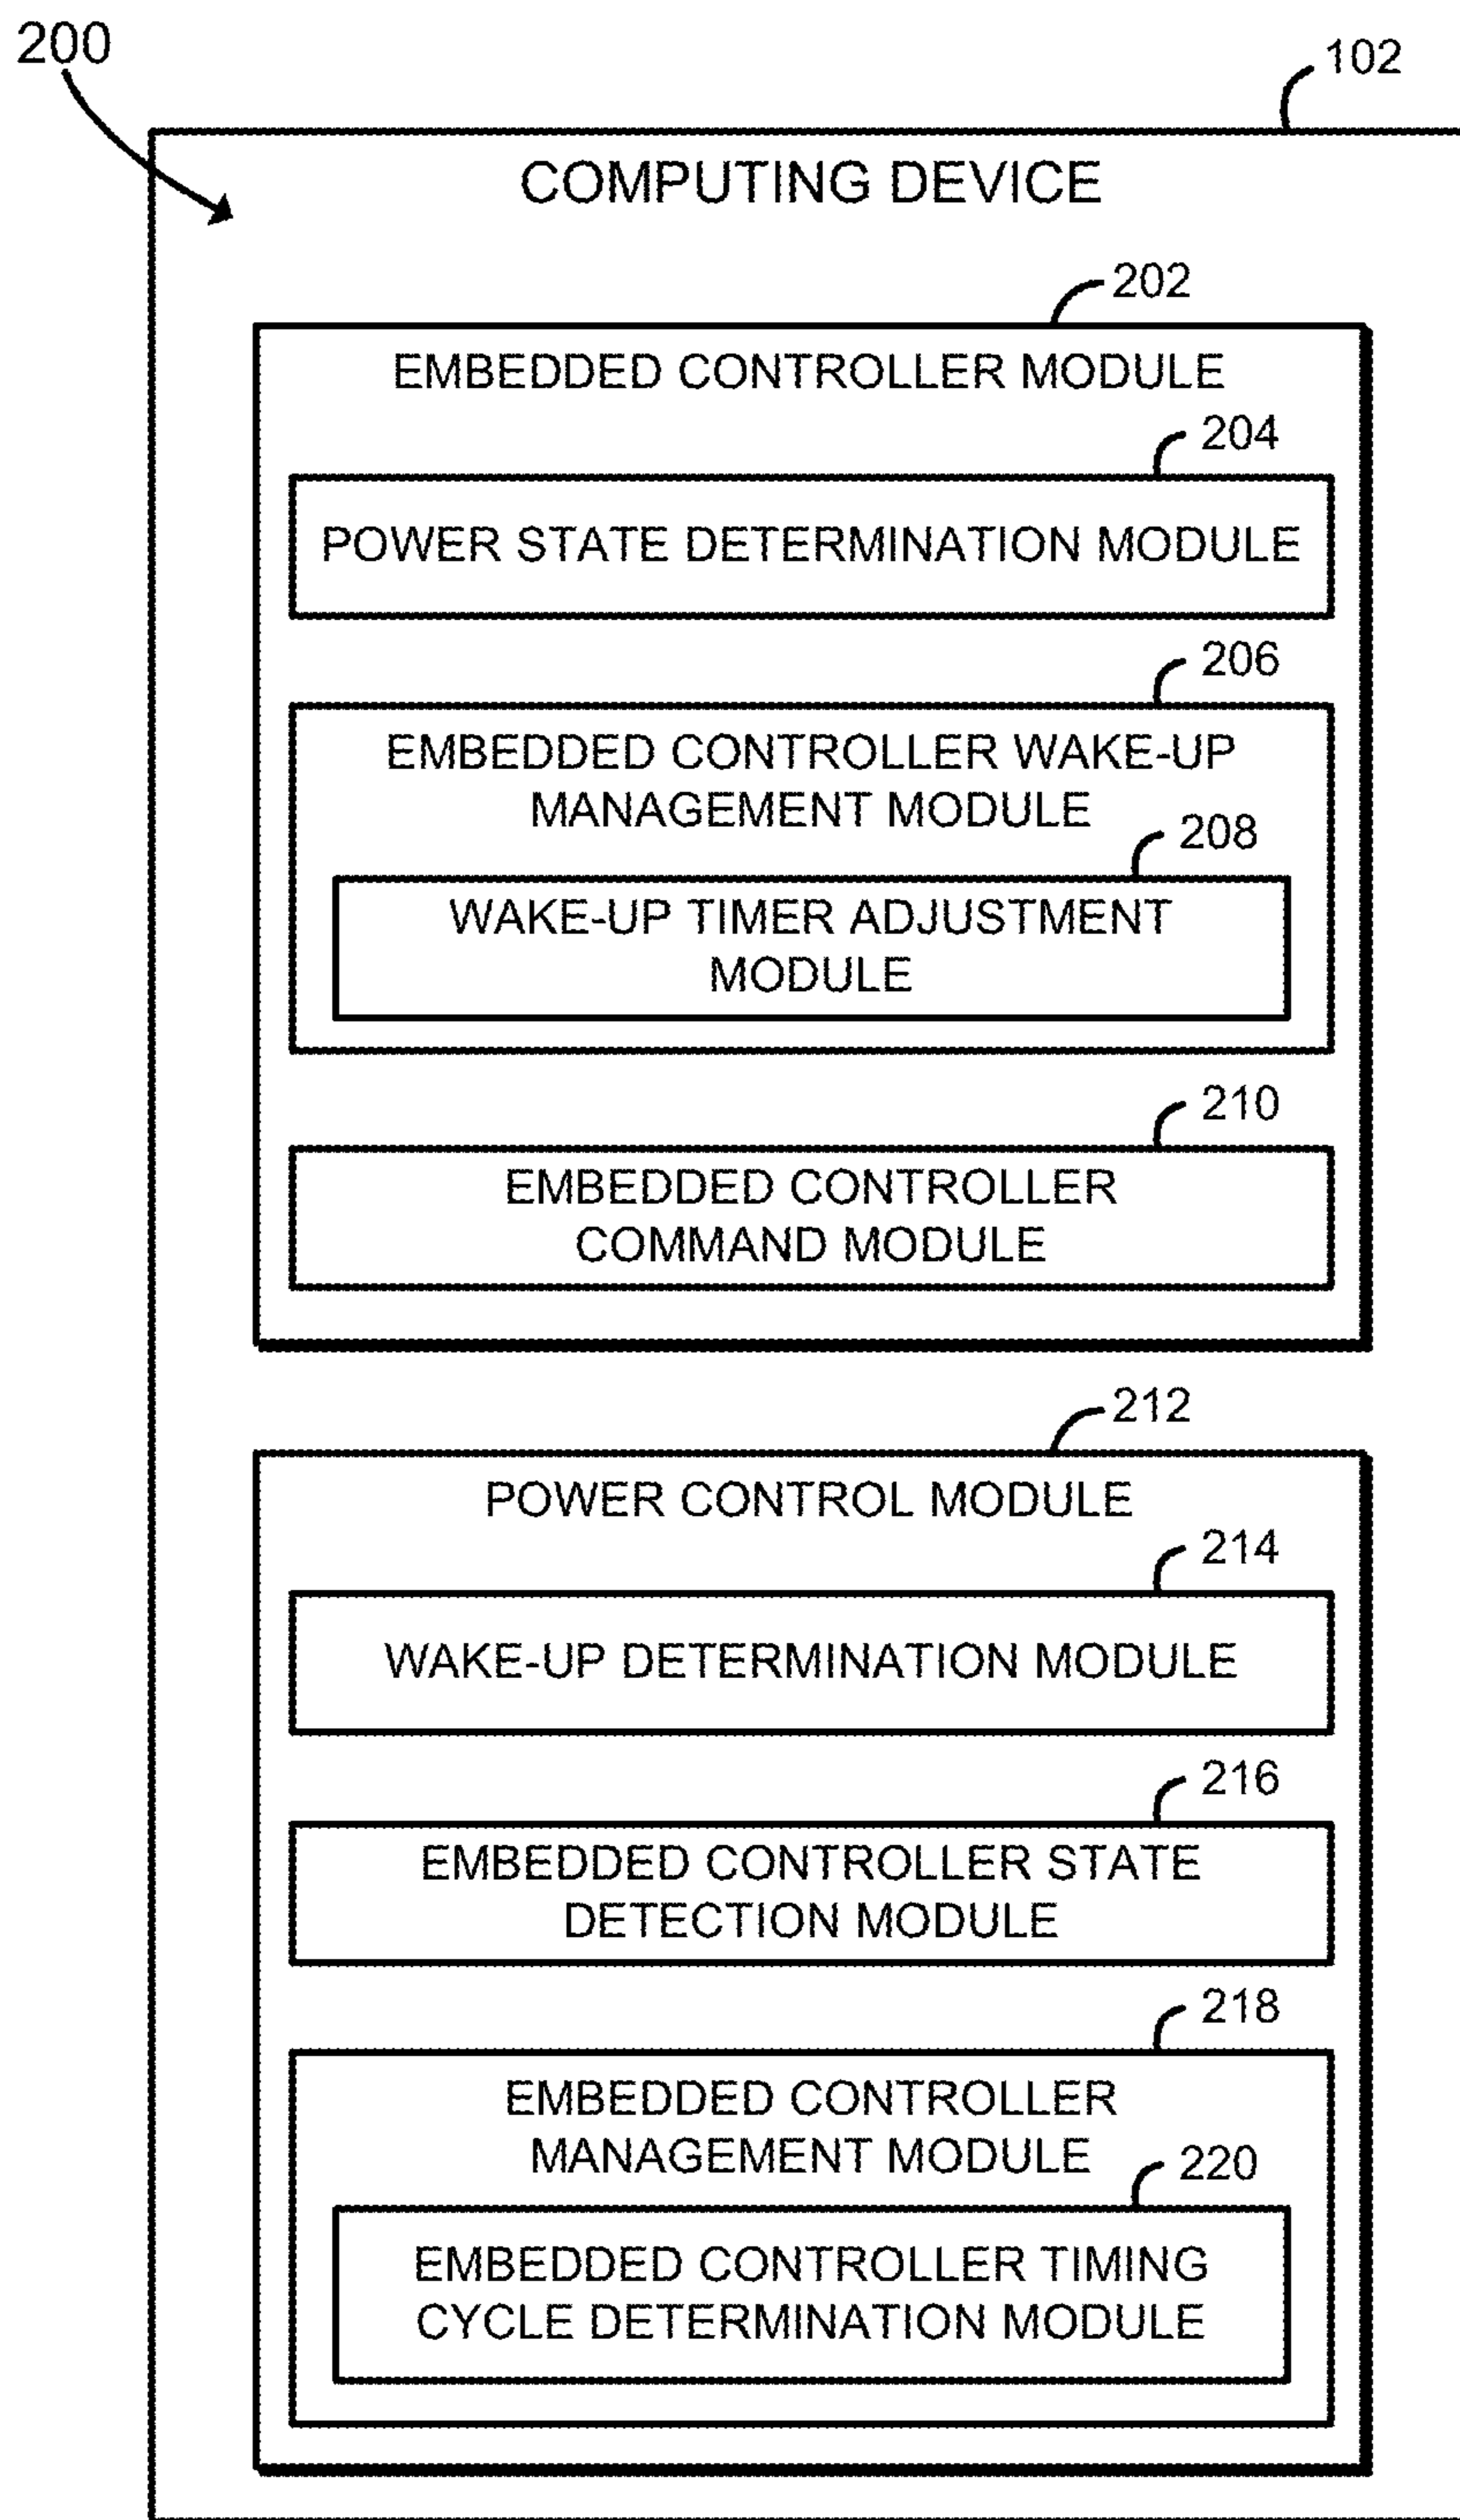 200
102
COMPUTING DEVICE
202
EMBEDDED CONTROLLER MODULE
204
POWER STATE DETERMINATION MODULE
206
EMBEDDED CONTROLLER WAKE-UP
MANAGEMENT MODULE
208
WAKE-UP TIMER ADJUSTMENT
MODULE
210
EMBEDDED CONTROLLER
COMMAND MODULE
212
POWER CONTROL MODULE
214
WAKE-UP DETERMINATION MODULE
216
EMBEDDED CONTROLLER STATE
DETECTION MODULE
218
EMBEDDED CONTROLLER
MANAGEMENT MODULE
220
EMBEDDED CONTROLLER TIMING
CYCLE DETERMINATION MODULE